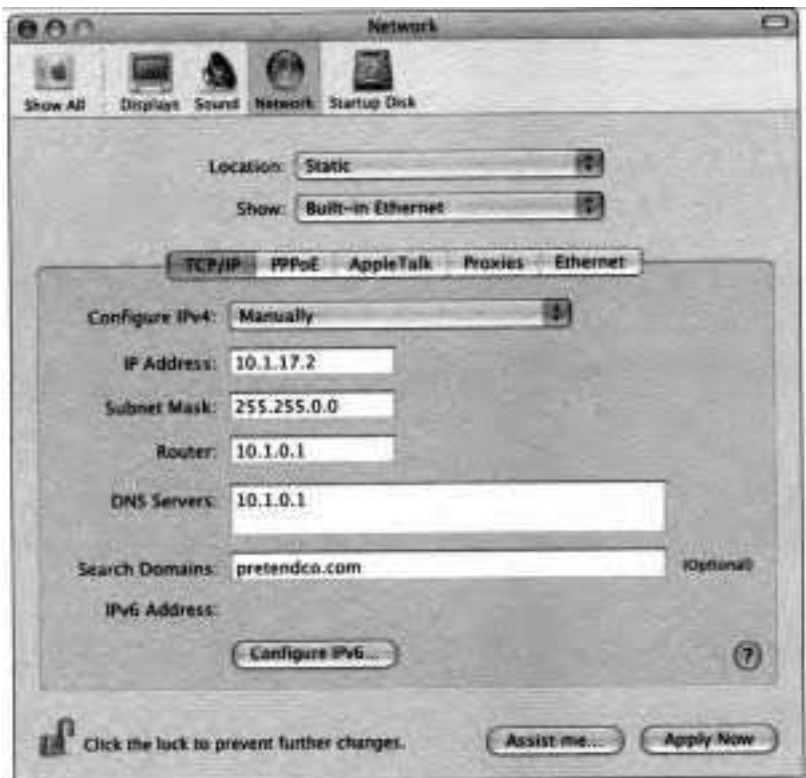 Network
Show All Displays Sound Network Startup Disk
Location: Static
Show: Built-in Ethernet
TCP/IP PPPoE AppleTalk Proxies Ethernet
Configure IPv4: Manually
IP Address: 10.1.17.2
Subnet Mask: 255.255.0.0
Router: 10.1.0.1
DNS Servers: 10.1.0.1
Search Domains: pretendco.com (Optional)
IPv6 Address:
Configure IPv6...
?
Click the lock to prevent further changes.
Assist me... Apply Now